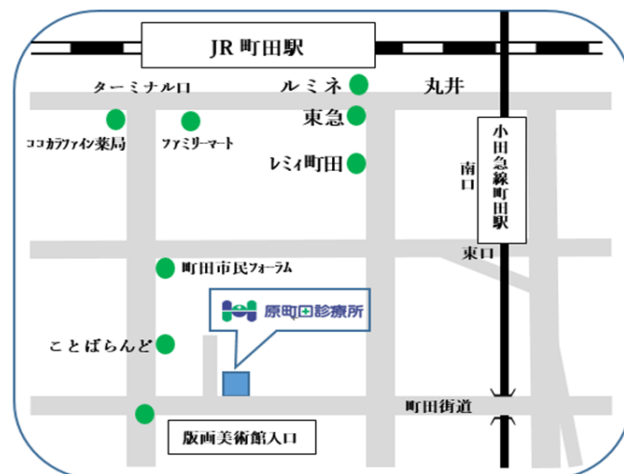 JR 町田駅
ターミナル口
ルミネ
丸井
東急
ココカラファイン薬局
ファミリーマート
小田急線町田駅
南口
レミィ町田
東口
町田市民フォーラム
原町田診療所
ことばらんど
町田街道
版画美術館入口